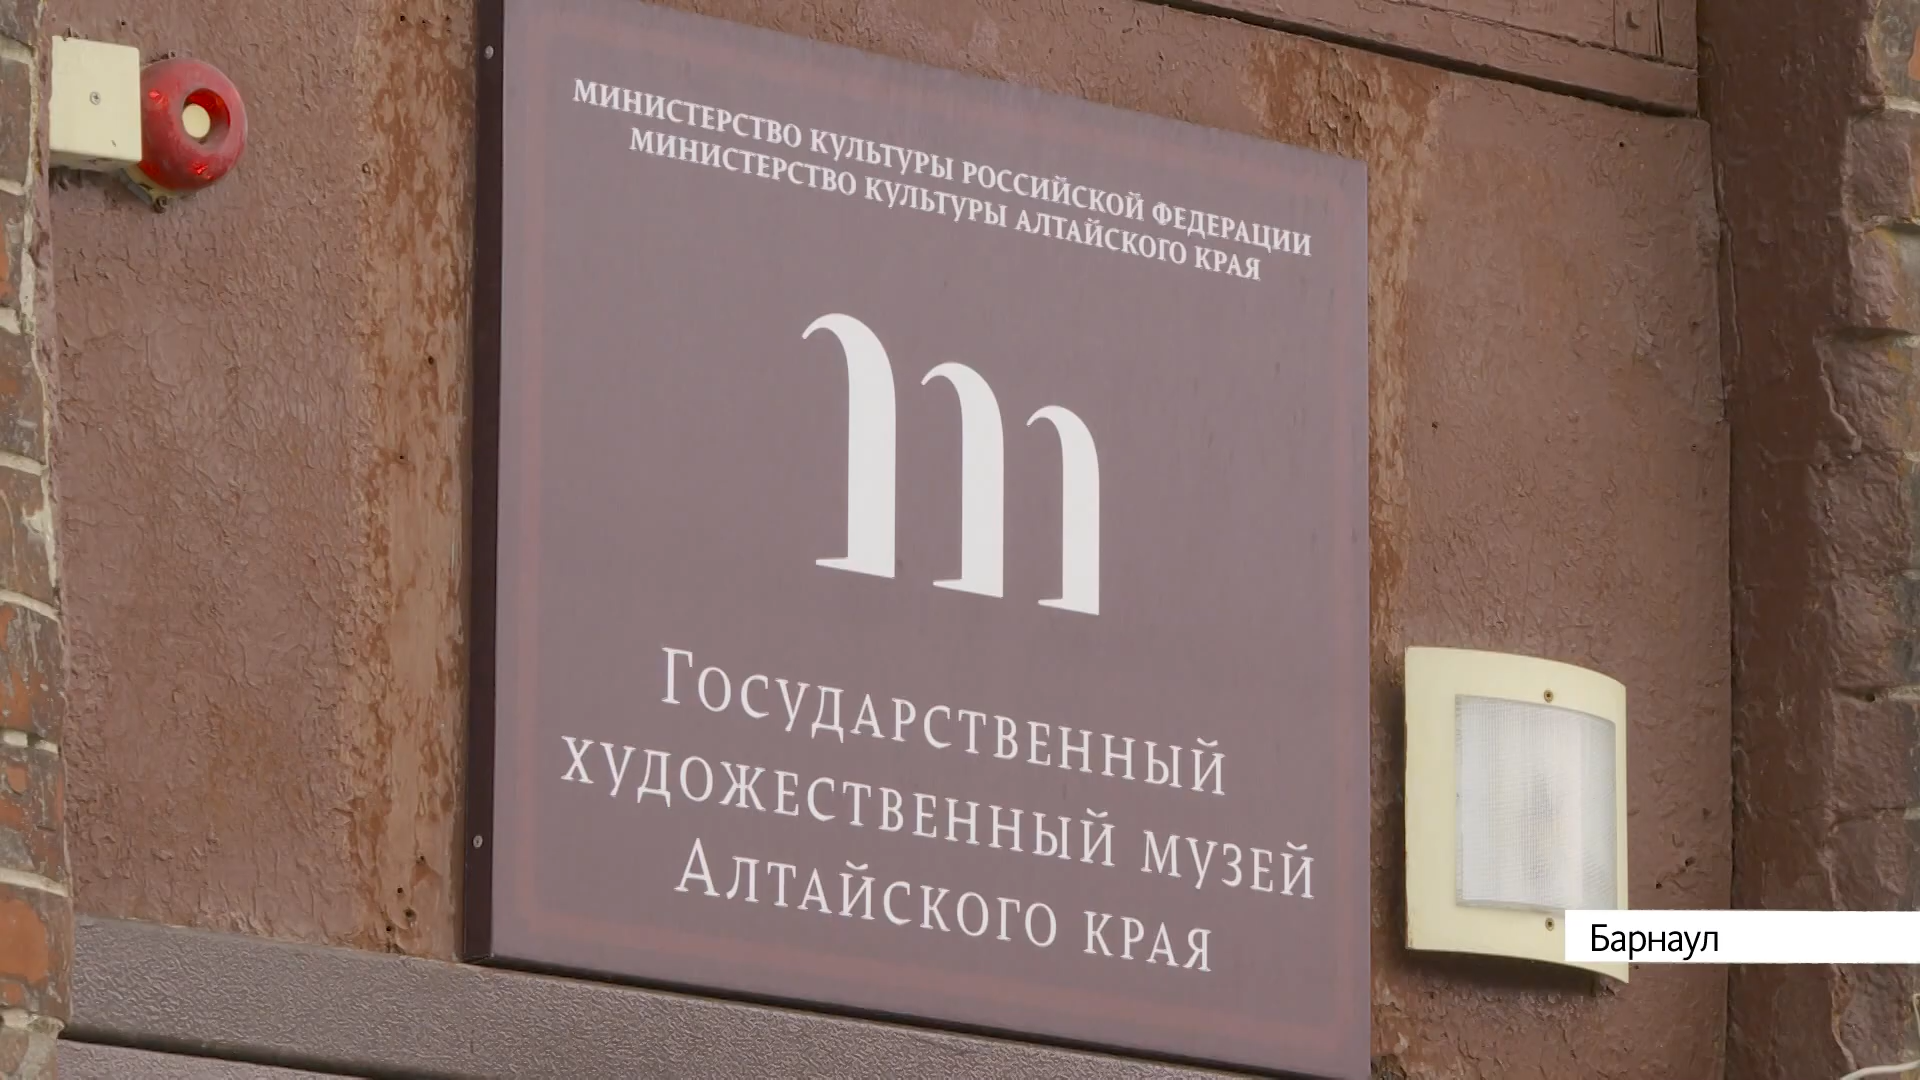 МИНИСТЕРСТВО КУЛЬТУРЫ РОССИЙСКОЙ ФЕДЕРАЦИИ
МИНИСТЕРСТВО КУЛЬТУРЫ АЛТАЙСКОГО КРАЯ
m
ГОСУДАРСТВЕННЫЙ
ХУДОЖЕСТВЕННЫЙ МУЗЕЙ
АЛТАЙСКОГО КРАЯ
Барнаул